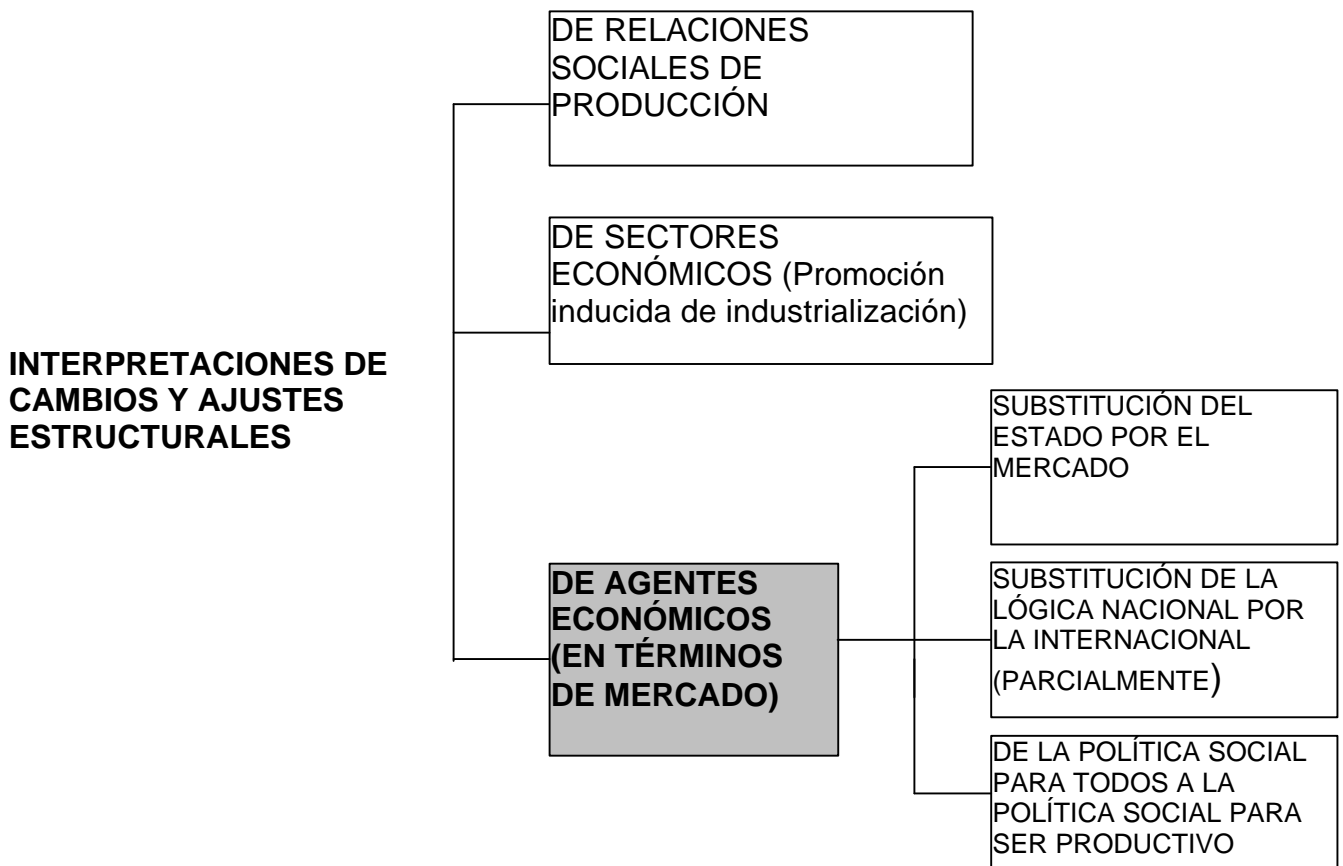 DE RELACIONES
SOCIALES DE
PRODUCCIÓN
DE SECTORES
ECONÓMICOS (Promoción
inducida de industrialización)
INTERPRETACIONES DE
CAMBIOS Y AJUSTES
ESTRUCTURALES
DE AGENTES
ECONÓMICOS
(EN TÉRMINOS
DE MERCADO)
SUBSTITUCIÓN DEL
ESTADO POR EL
MERCADO
SUBSTITUCIÓN DE LA
LÓGICA NACIONAL POR
LA INTERNACIONAL
(PARCIALMENTE)
DE LA POLÍTICA SOCIAL
PARA TODOS A LA
POLÍTICA SOCIAL PARA
SER PRODUCTIVO